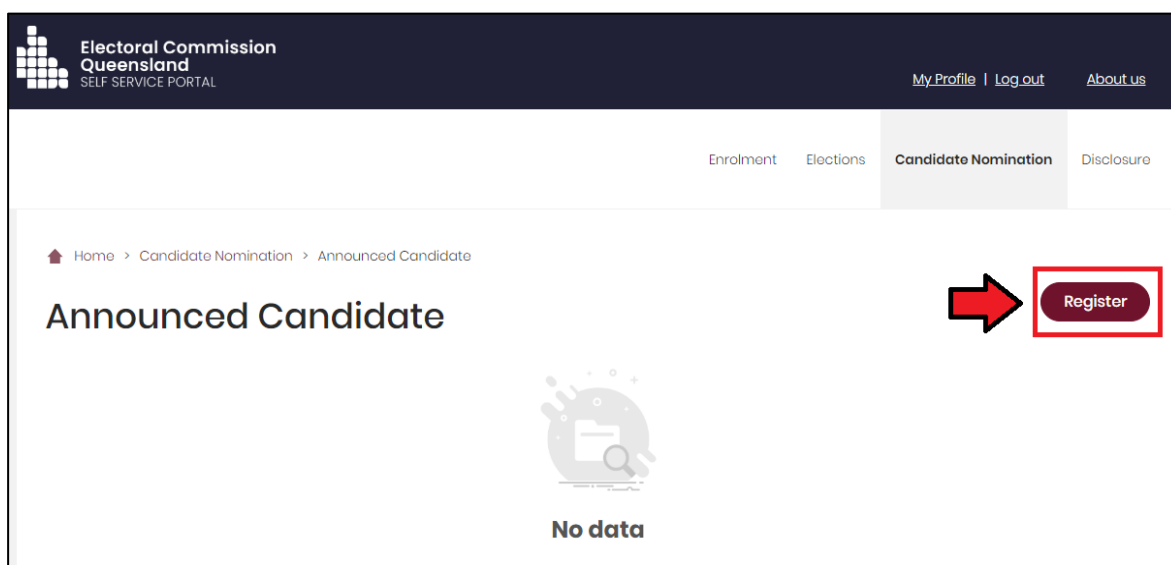 Electoral Commission
Queensland
SELF SERVICE PORTAL
My Profile | Log out About us
Enrolment Elections Candidate Nomination Disclosure
Home > Candidate Nomination > Announced Candidate
Announced Candidate
Register
No data